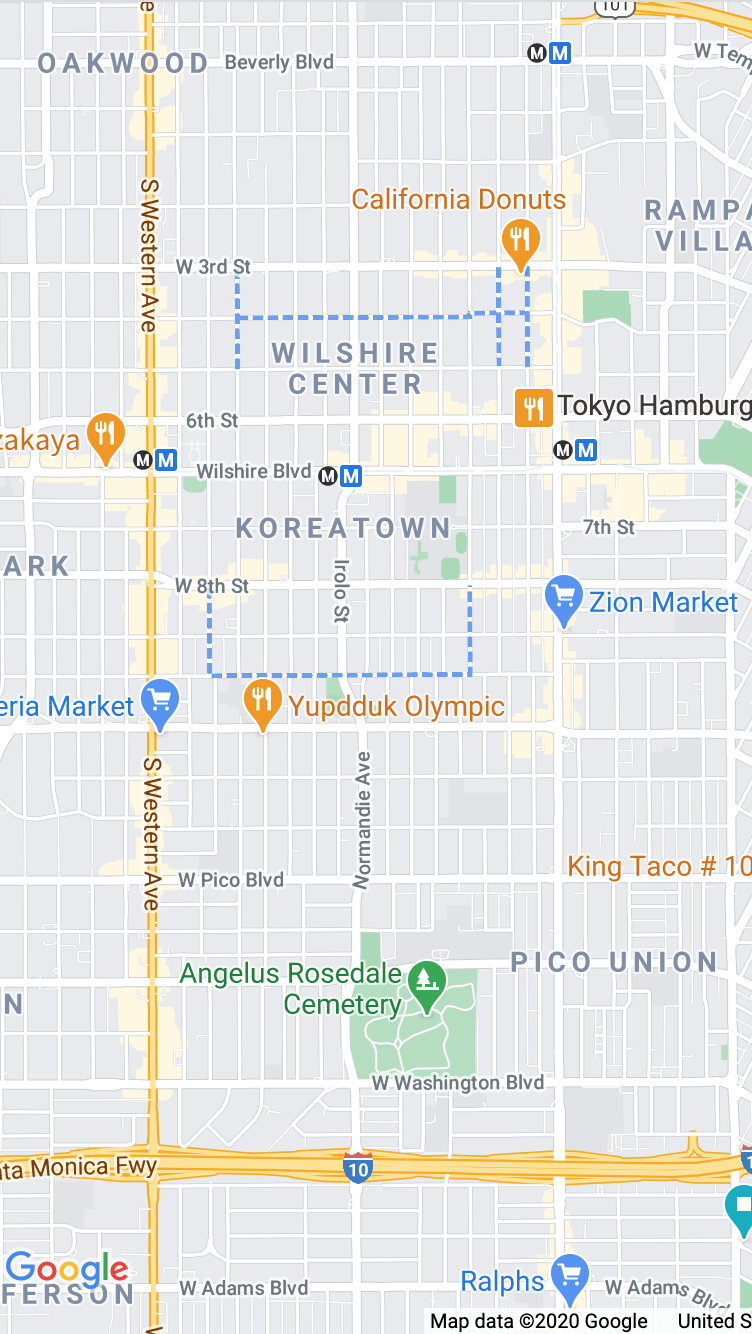 101
OAKWOOD
Beverly Blvd
M M
W Tem
S Western Ave
California Donuts
RAMPA
VILLA
W 3rd St
WILSHIRE
CENTER
6th St
Tokyo Hamburg
zakaya
M M
M M
Wilshire Blvd
M M
KOREATOWN
7th St
ARK
W 8th St
Irolo St
Zion Market
eria Market
Yupdduk Olympic
S Western Ave
Normandie Ave
King Taco # 10
W Pico Blvd
PICO UNION
Angelus Rosedale
Cemetery
N
W Washington Blvd
nta Monica Fwy
10
1
Google
FERSON
W Adams Blvd
Ralphs
W Adams Blvd
Map data ©2020 Google
United S